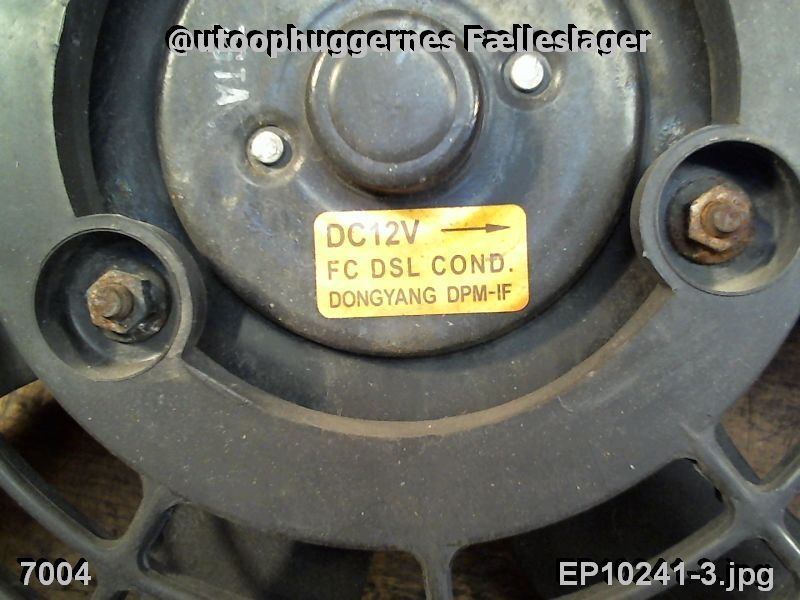 @utoophuggernes Fælleslager
DC12V →
FC DSL COND.
DONGYANG DPM-IF
7004
EP10241-3.jpg